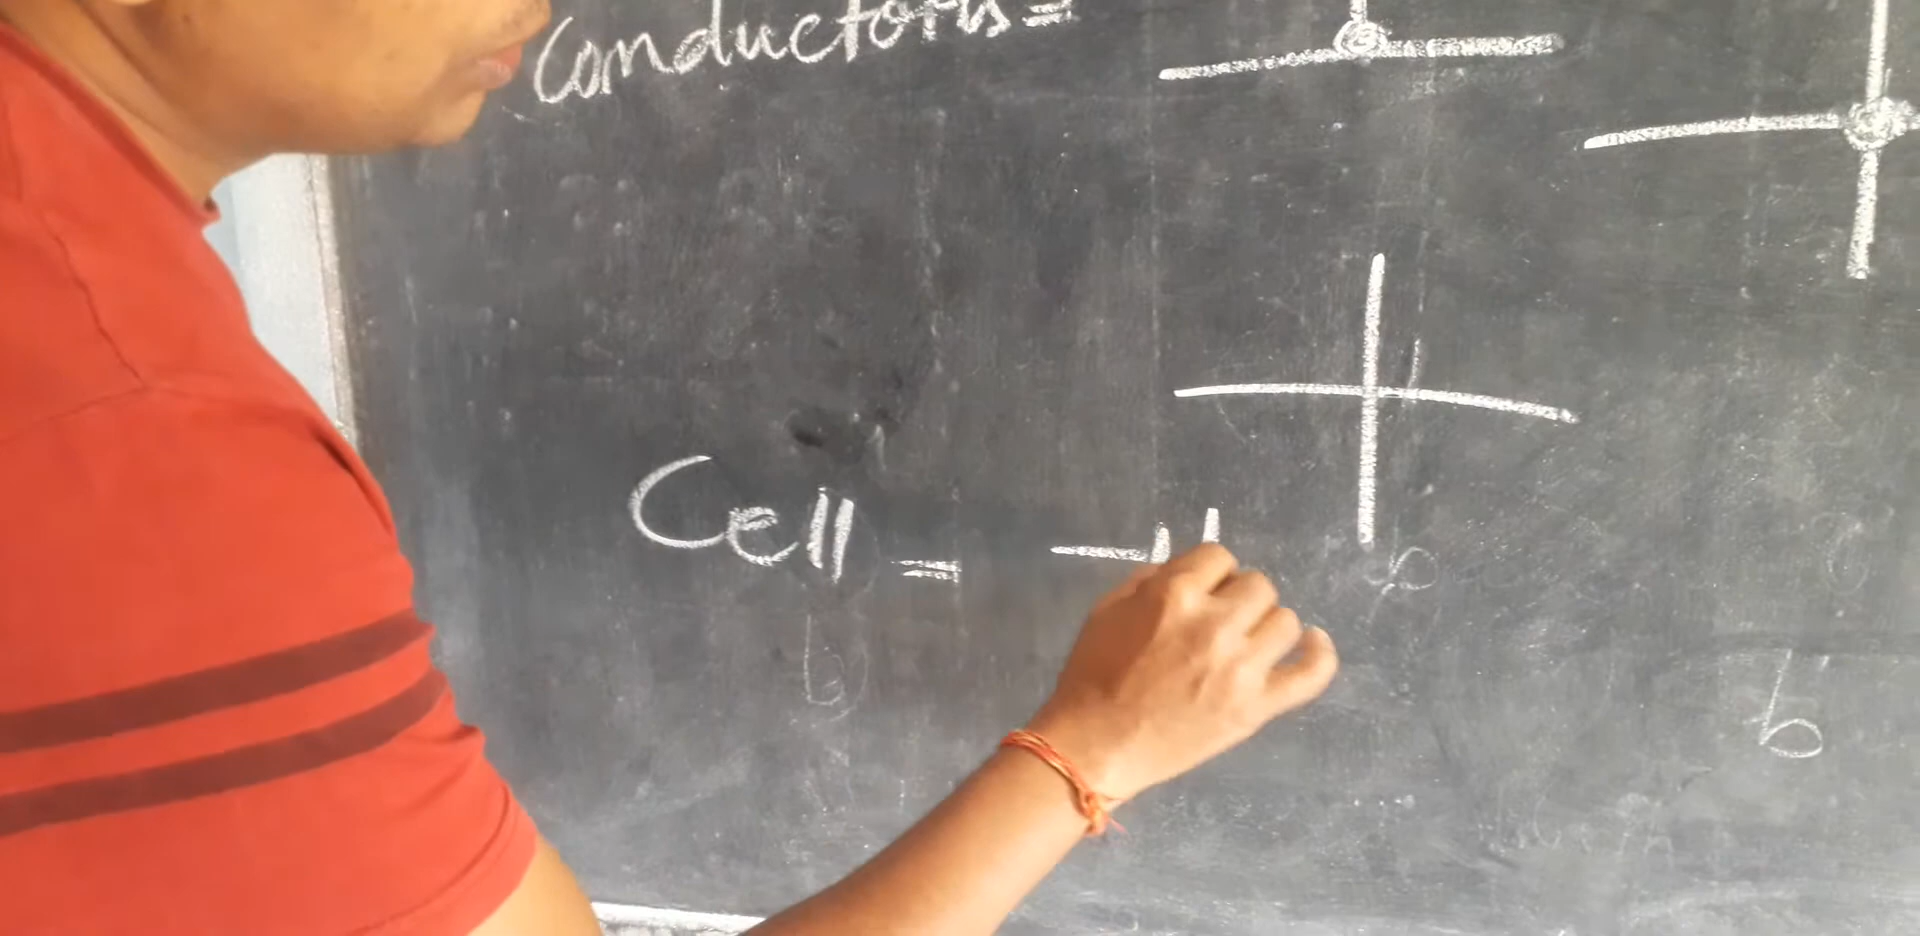 Conductors =
Cell =
b
b